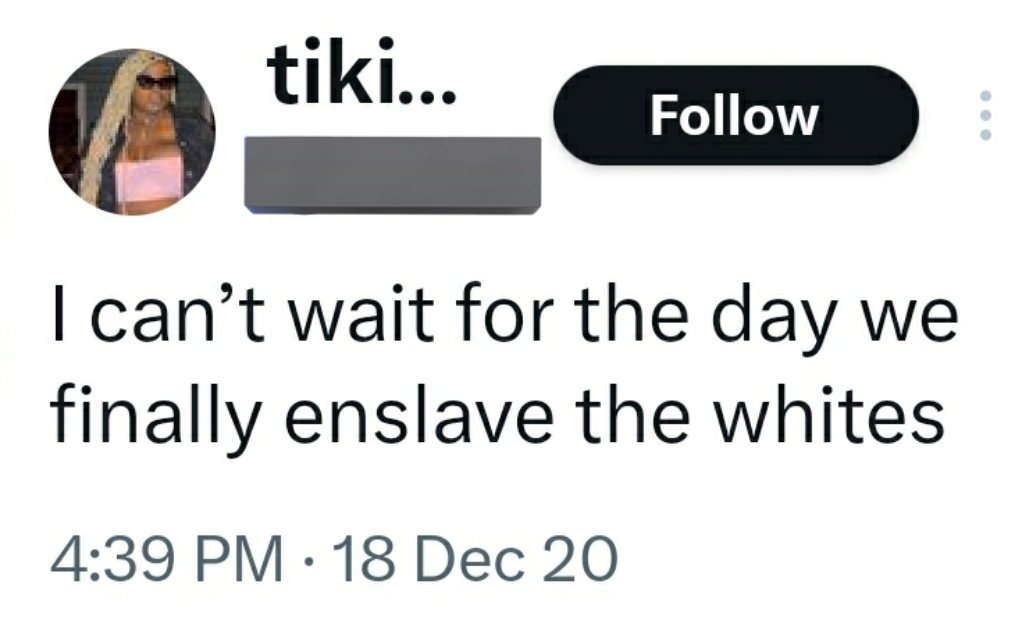 tiki...
Follow
I can’t wait for the day we
finally enslave the whites
4:39 PM · 18 Dec 20